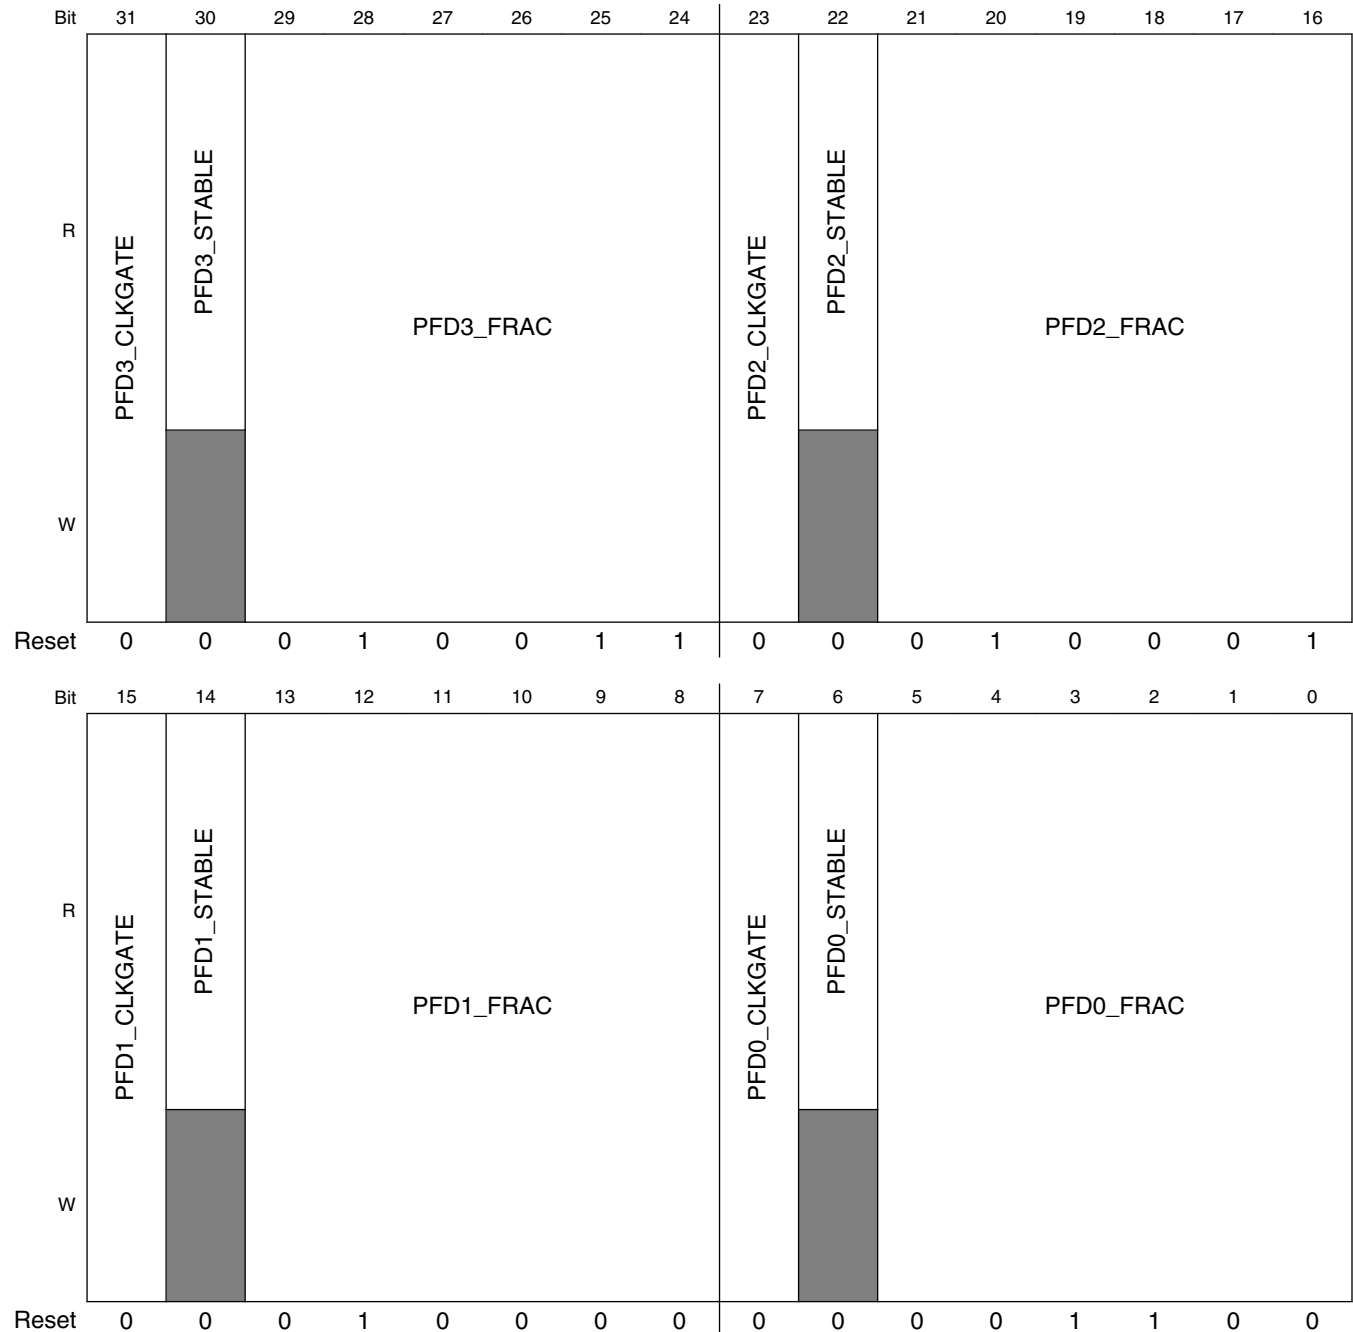 Bit 31 30 29 28 27 26 25 24 23 22 21 20 19 18 17 16
R
PFD3_CLKGATE
PFD3_STABLE
PFD3_FRAC
PFD2_CLKGATE
PFD2_STABLE
PFD2_FRAC
W
Reset 0 0 0 1 0 0 1 1 0 0 0 1 0 0 0 1
Bit 15 14 13 12 11 10 9 8 7 6 5 4 3 2 1 0
R
PFD1_CLKGATE
PFD1_STABLE
PFD1_FRAC
PFD0_CLKGATE
PFD0_STABLE
PFD0_FRAC
W
Reset 0 0 0 1 0 0 0 0 0 0 0 0 1 1 0 0